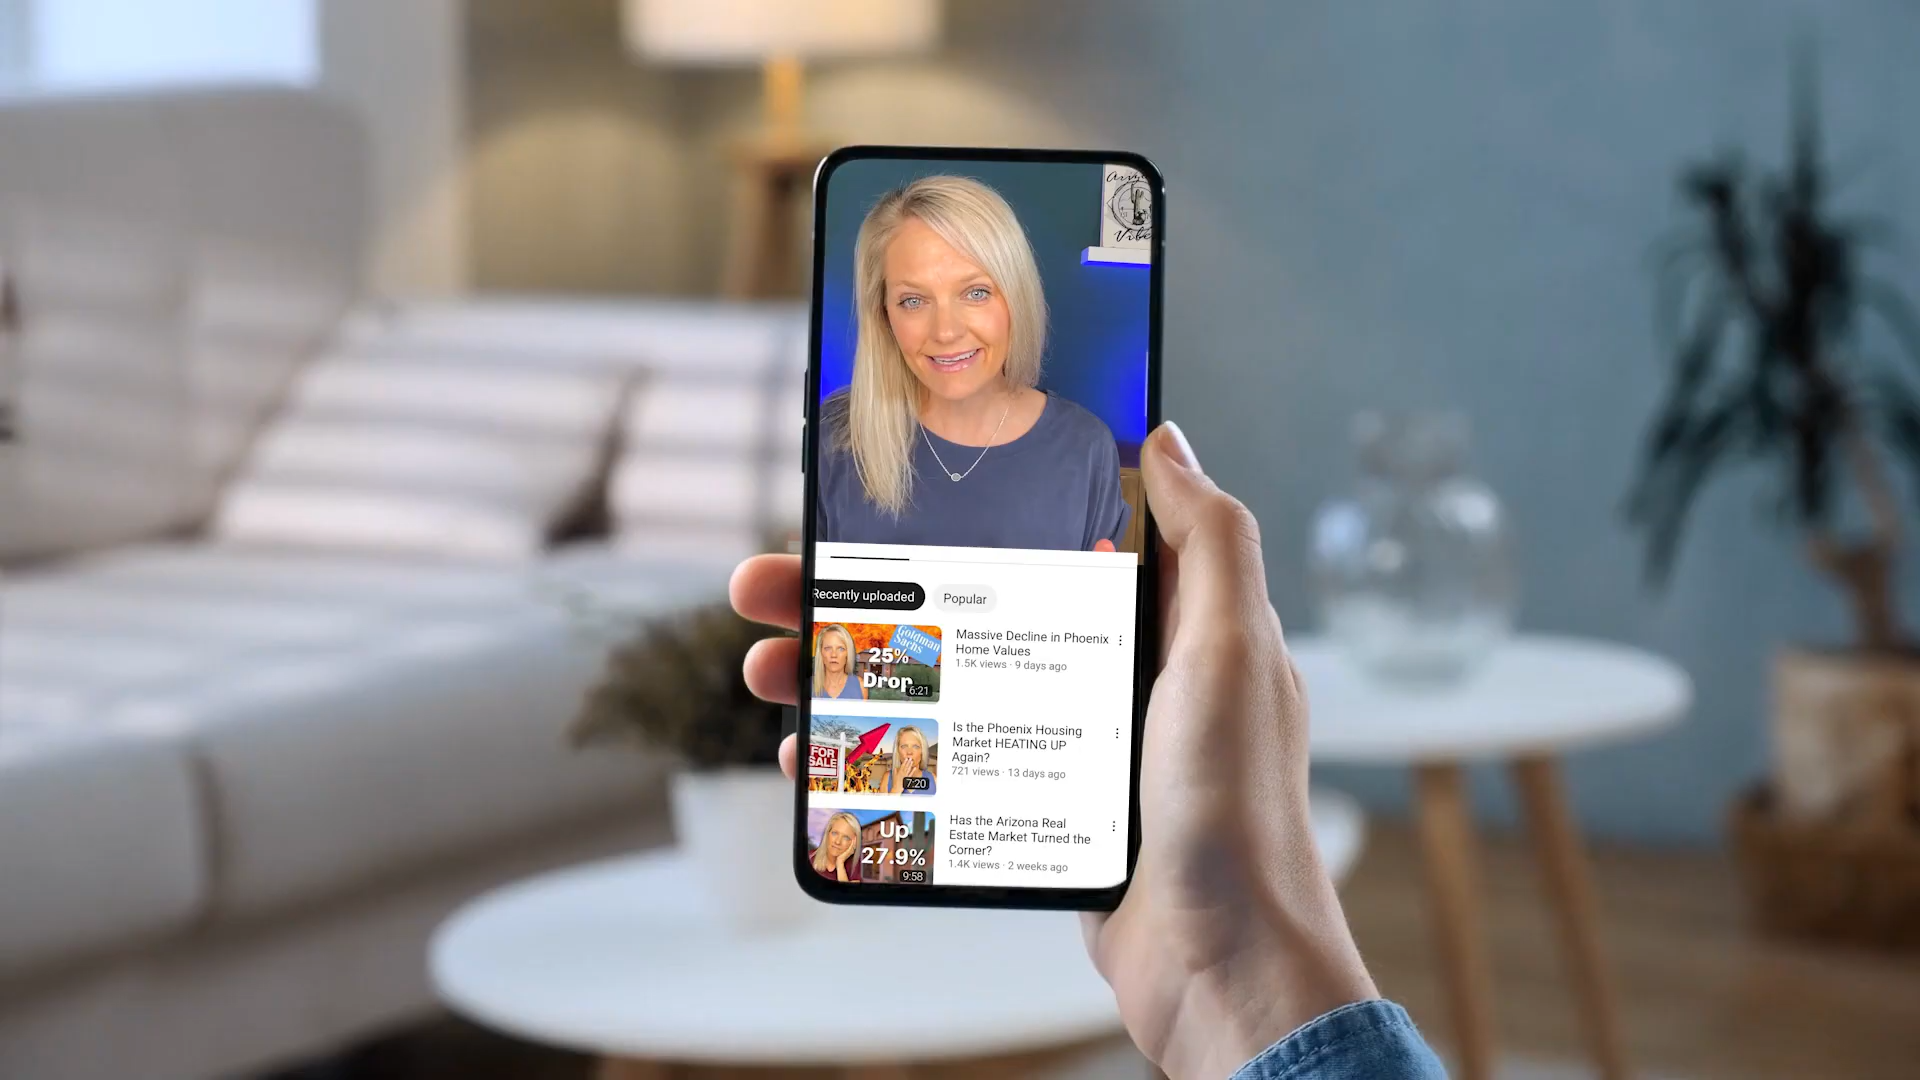 Vibe
Recently uploaded
Popular
Goldman
Sachs
25%
Drop
6:21
Massive Decline in Phoenix
Home Values
1.5K views · 9 days ago
FOR
SALE
7:20
Is the Phoenix Housing
Market HEATING UP
Again?
721 views · 13 days ago
Up
27.9%
9:58
Has the Arizona Real
Estate Market Turned the
Corner?
1.4K views · 2 weeks ago